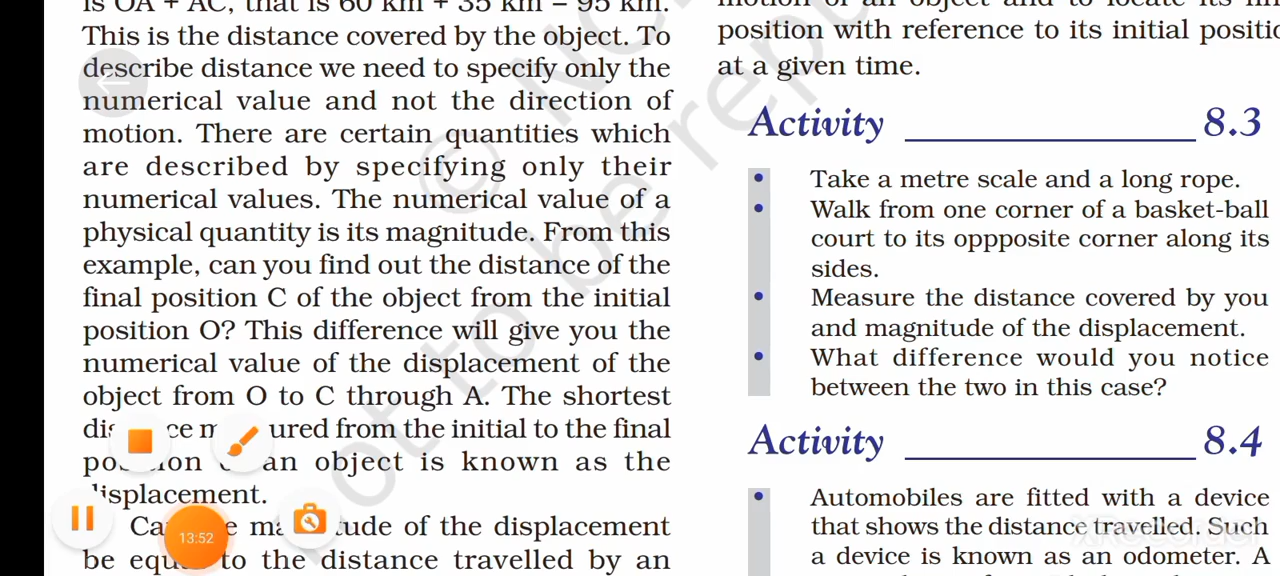 is OA + AC, that is 60 km + 35 km = 95 km.
This is the distance covered by the object. To
describe distance we need to specify only the
numerical value and not the direction of
motion. There are certain quantities which
are described by specifying only their
numerical values. The numerical value of a
physical quantity is its magnitude. From this
example, can you find out the distance of the
final position C of the object from the initial
position O? This difference will give you the
numerical value of the displacement of the
object from O to C through A. The shortest
measured from the initial to the final
an object is known as the
displacement.
of the displacement
be equal to the distance travelled by an
motion of an object and to locate its
position with reference to its initial
at a given time.
Activity 8.3
• Take a metre scale and a long rope.
• Walk from one corner of a basket-ball
court to its oppposite corner along its
sides.
• Measure the distance covered by you
and magnitude of the displacement.
• What difference would you notice
between the two in this case?
Activity 8.4
• Automobiles are fitted with a device
that shows the distance travelled. Such
a device is known as an odometer. A
13:52
© NC
not to be rep
XRecorder